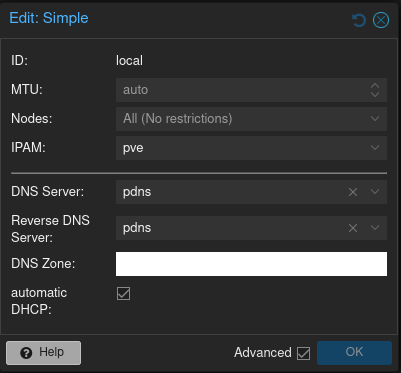 Edit: Simple
ID: local
MTU: auto
Nodes: All (No restrictions)
IPAM: pve
DNS Server: pdns
Reverse DNS
Server: pdns
DNS Zone:
automatic
DHCP:
Help Advanced OK